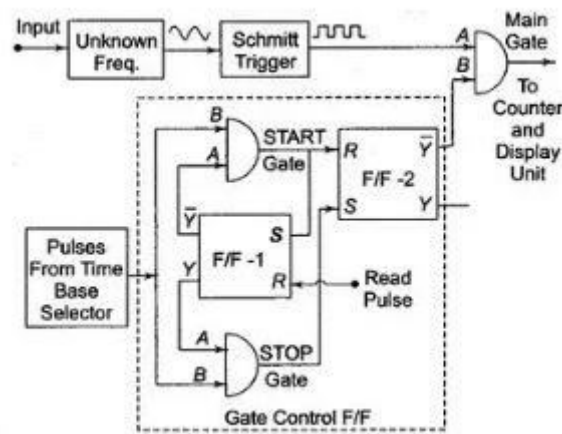 Input
Unknown
Freq.
Schmitt
Trigger
A
B
Main
Gate
To
Counter
and
Display
Unit
B
A
START
Gate
R
Ȳ
F/F -2
S
Y
Ȳ
S
F/F -1
Y
R
Read
Pulse
Pulses
From Time
Base
Selector
A
B
STOP
Gate
Gate Control F/F